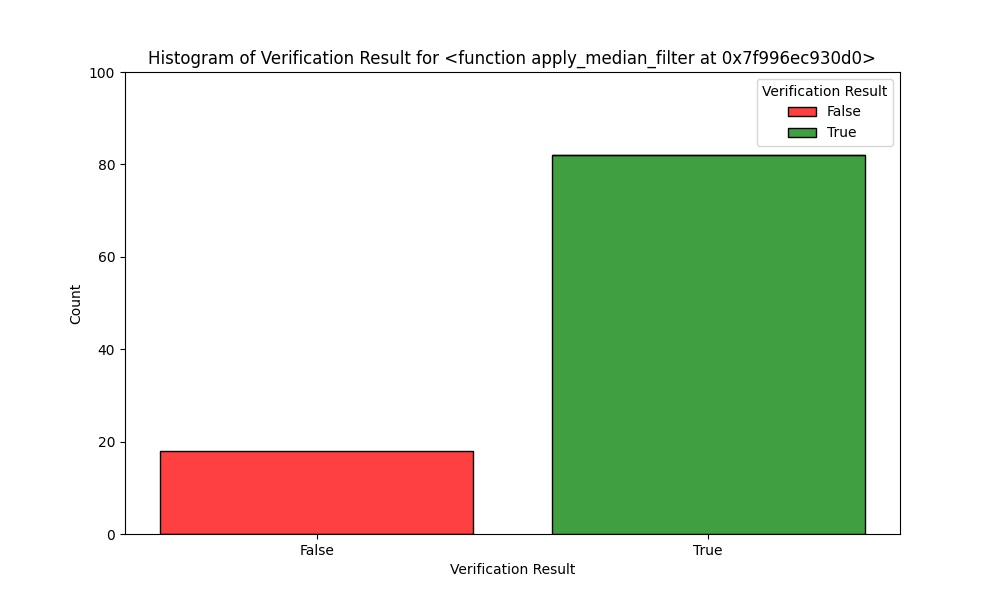 Histogram of Verification Result for <function apply_median_filter at 0x7f996ec930d0>
100
80
60
40
20
0
Count
Verification Result
False
True
False
True
Verification Result